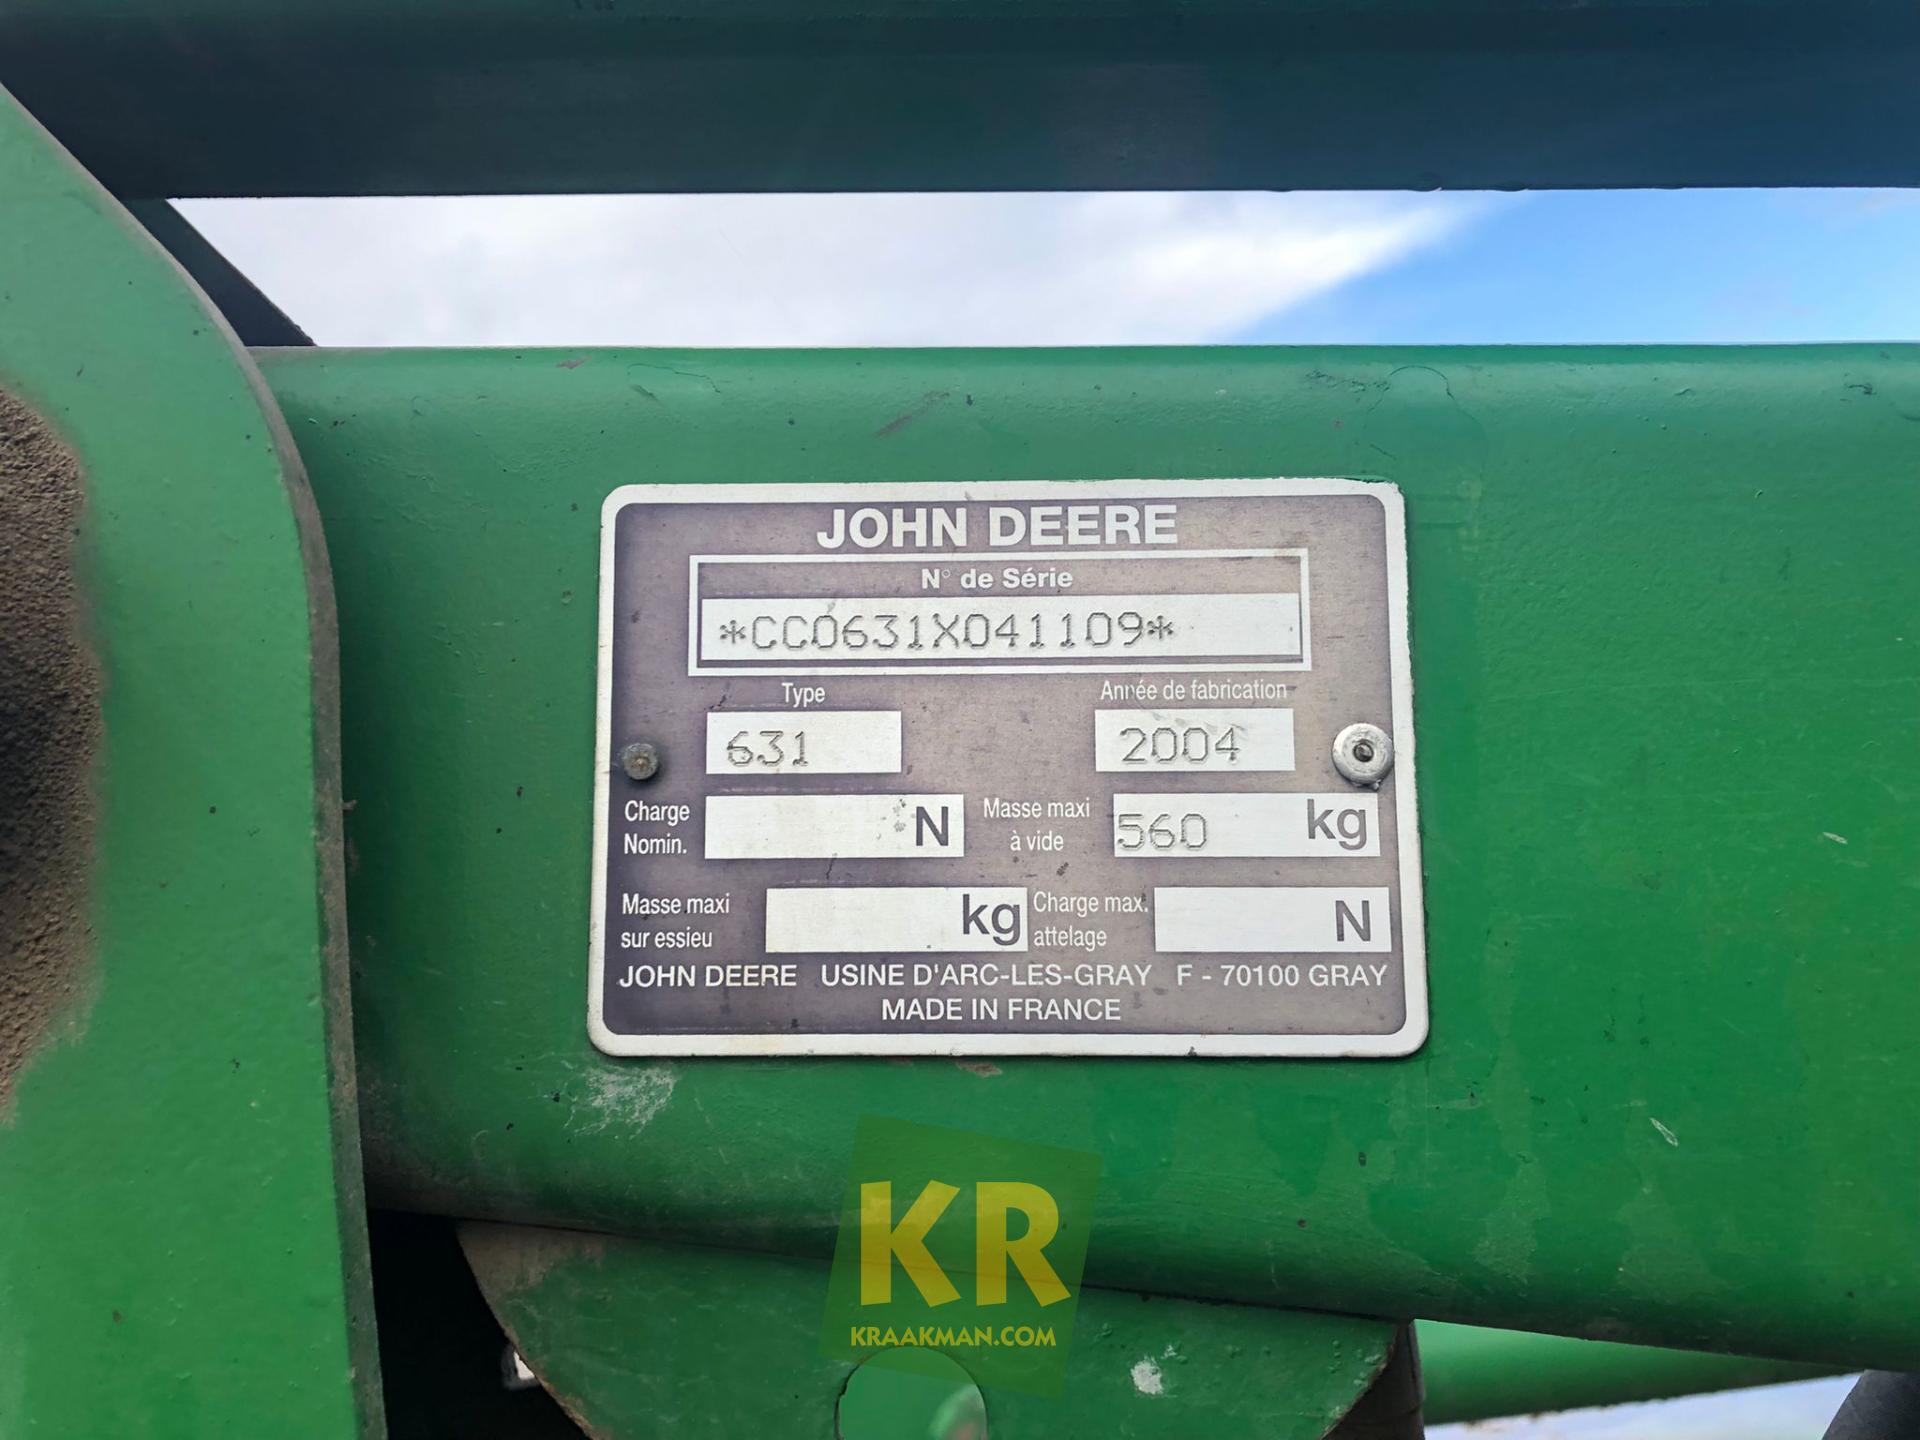 JOHN DEERE
N° de Série
*CC0631X041109*
Type Année de fabrication
631 2004
Charge Nomin. N Masse maxi à vide 560 kg
Masse maxi sur essieu kg Charge max. attelage N
JOHN DEERE USINE D'ARC-LES-GRAY F - 70100 GRAY
MADE IN FRANCE
KR
KRAAKMAN.COM